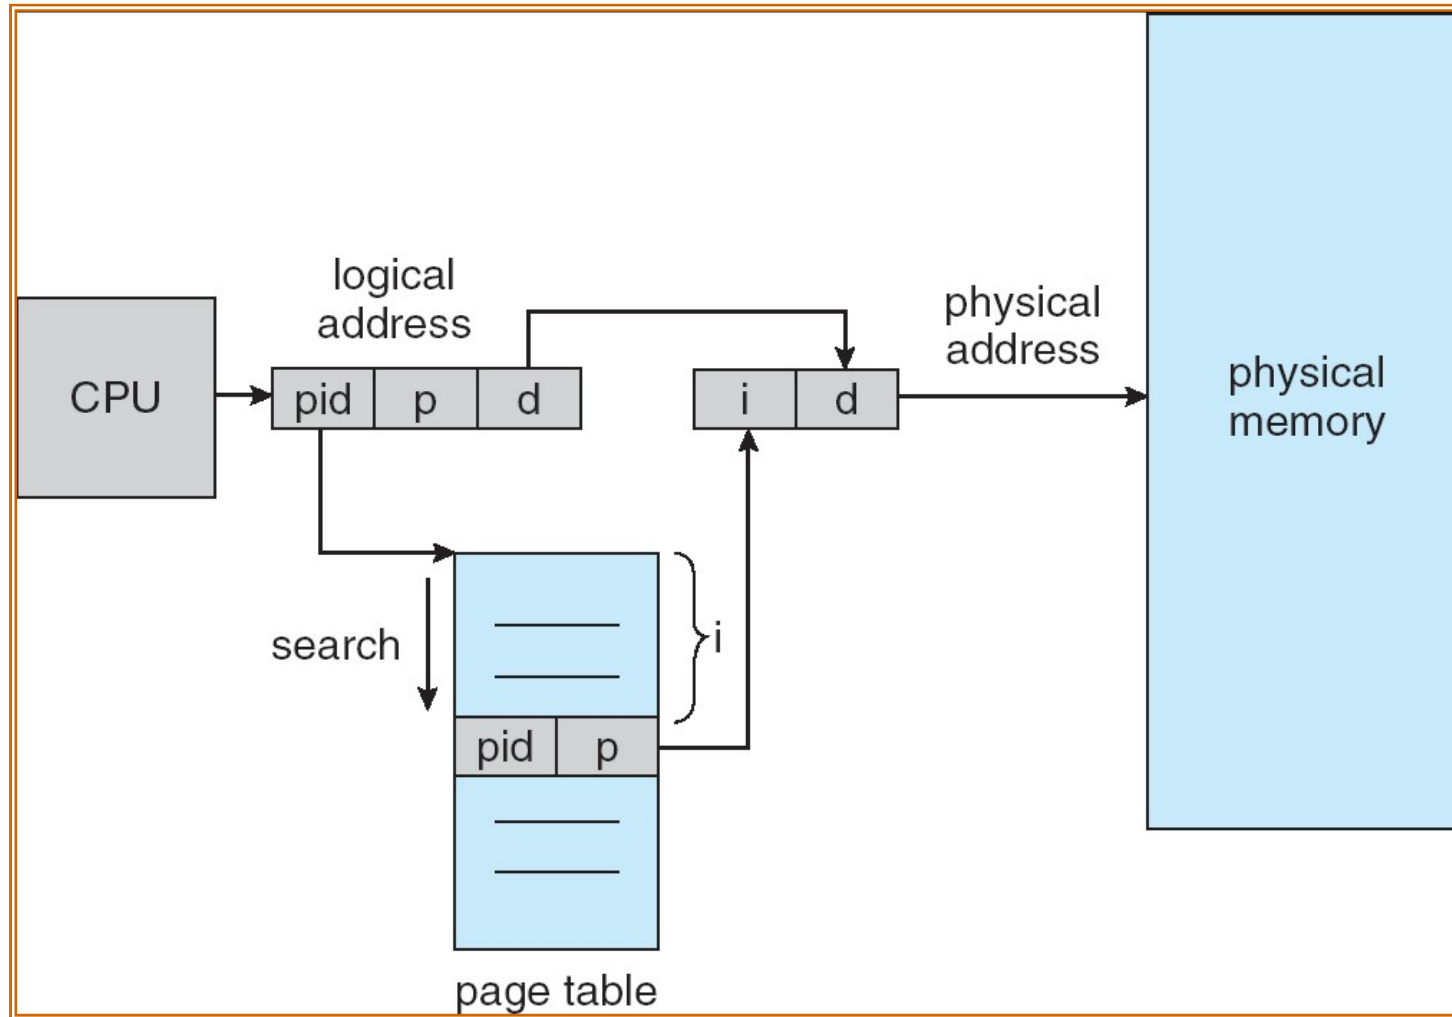 logical
address
physical
address
CPU
pid p d
i d
physical
memory
search
i
pid p
page table